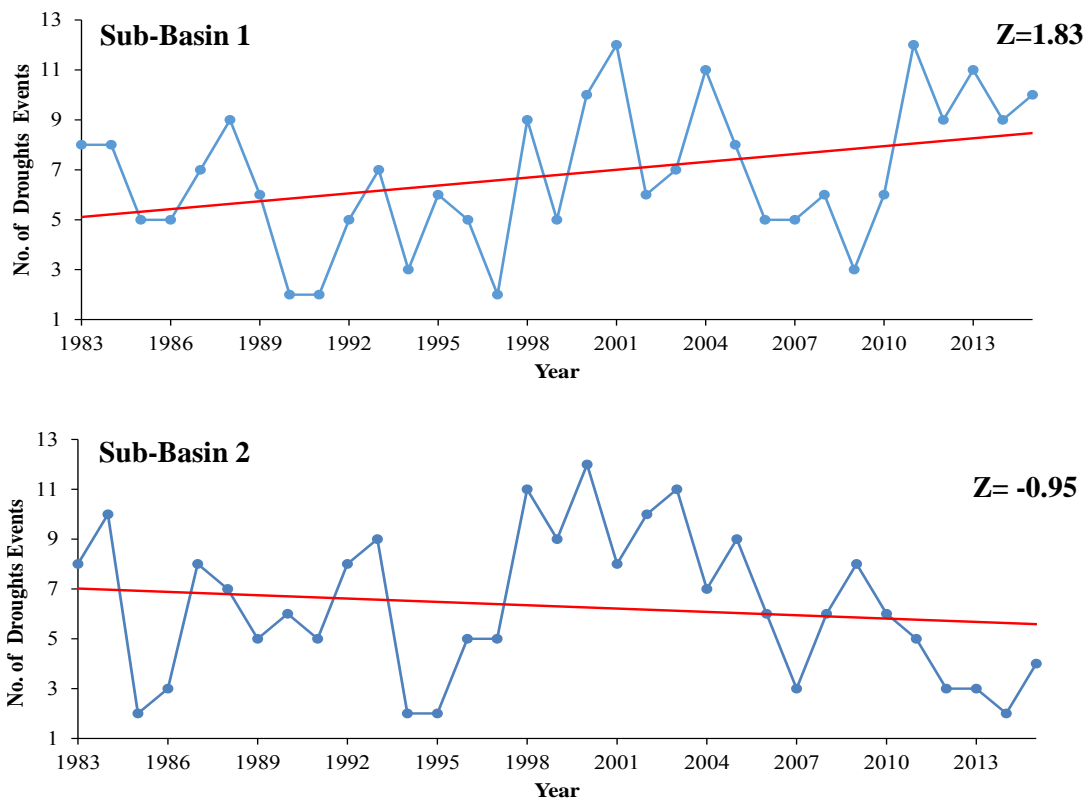 Sub-Basin 1
Z=1.83
No. of Droughts Events
13
11
9
7
5
3
1
1983 1986 1989 1992 1995 1998 2001 2004 2007 2010 2013
Year
Sub-Basin 2
Z= -0.95
No. of Droughts Events
13
11
9
7
5
3
1
1983 1986 1989 1992 1995 1998 2001 2004 2007 2010 2013
Year